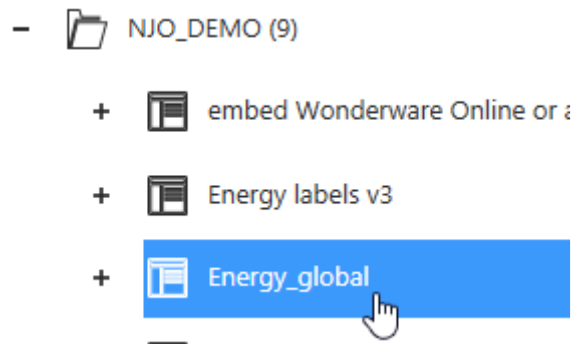 NJO_DEMO (9)
embed Wonderware Online or
Energy labels v3
Energy_global